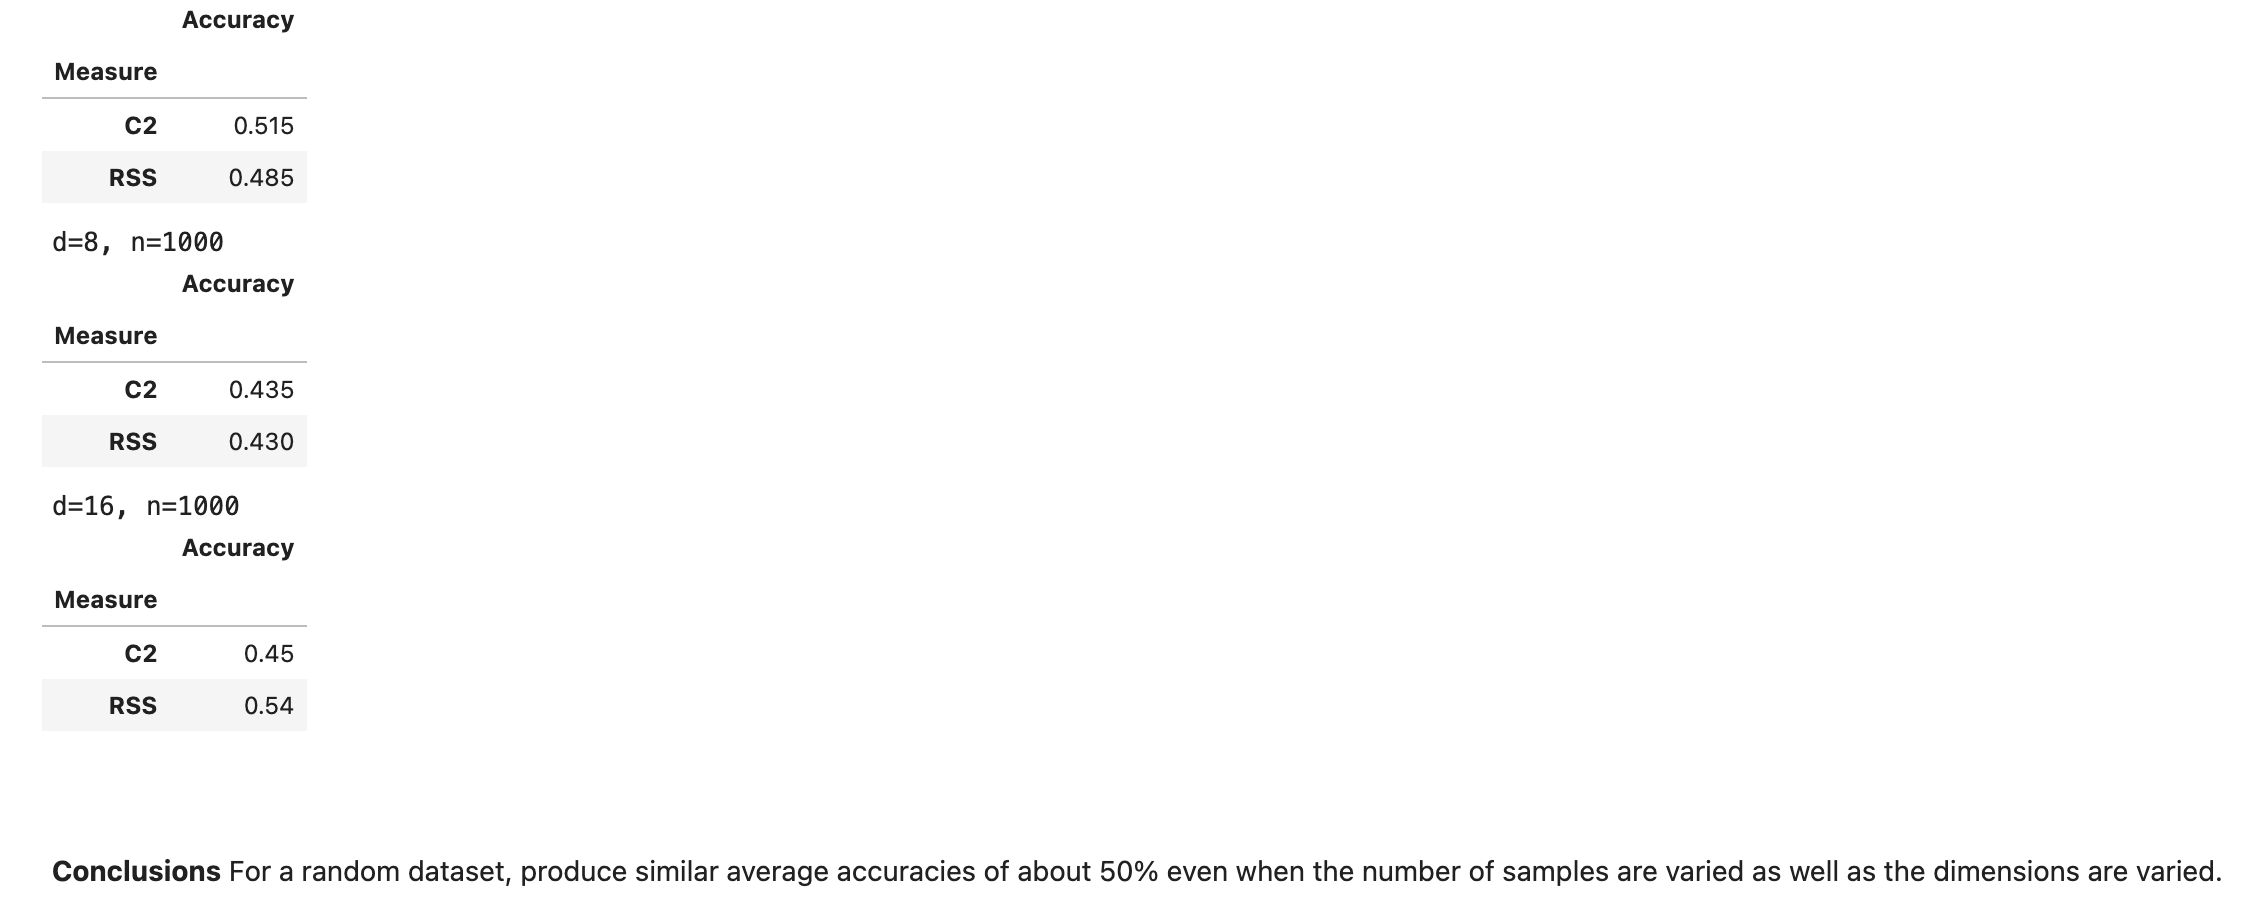 Accuracy
Measure
C2 0.515
RSS 0.485
d=8, n=1000
Accuracy
Measure
C2 0.435
RSS 0.430
d=16, n=1000
Accuracy
Measure
C2 0.45
RSS 0.54
Conclusions For a random dataset, produce similar average accuracies of about 50% even when the number of samples are varied as well as the dimensions are varied.